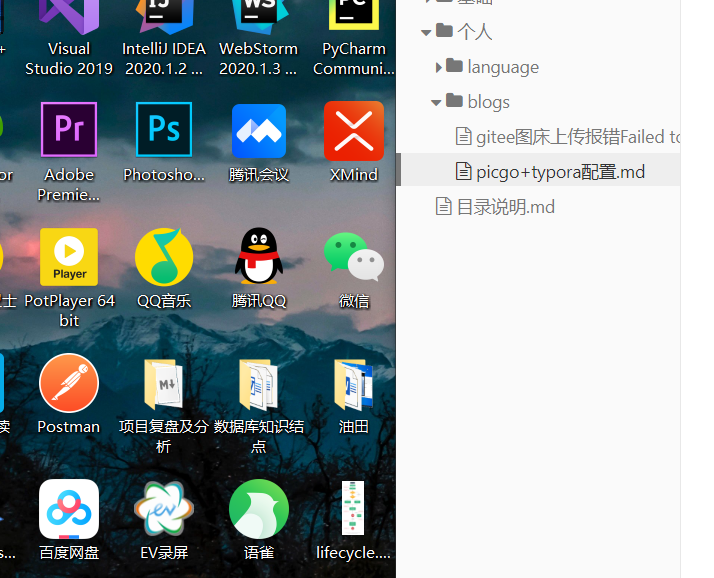 Visual
Studio 2019
IntelliJ IDEA
2020.1.2 ...
WebStorm
2020.1.3 ...
PyCharm
Communi...
Pr
Adobe
Premie...
Ps
Photosho...
腾讯会议
XMind
Player
PotPlayer 64
bit
QQ音乐
腾讯QQ
微信
Postman
M↓
项目复盘及分
析
数据库知识结
点
油田
百度网盘
ev
EV录屏
语雀
lifecycle....
个人
language
blogs
gitee图床上传报错Failed to
picgo+typora配置.md
目录说明.md